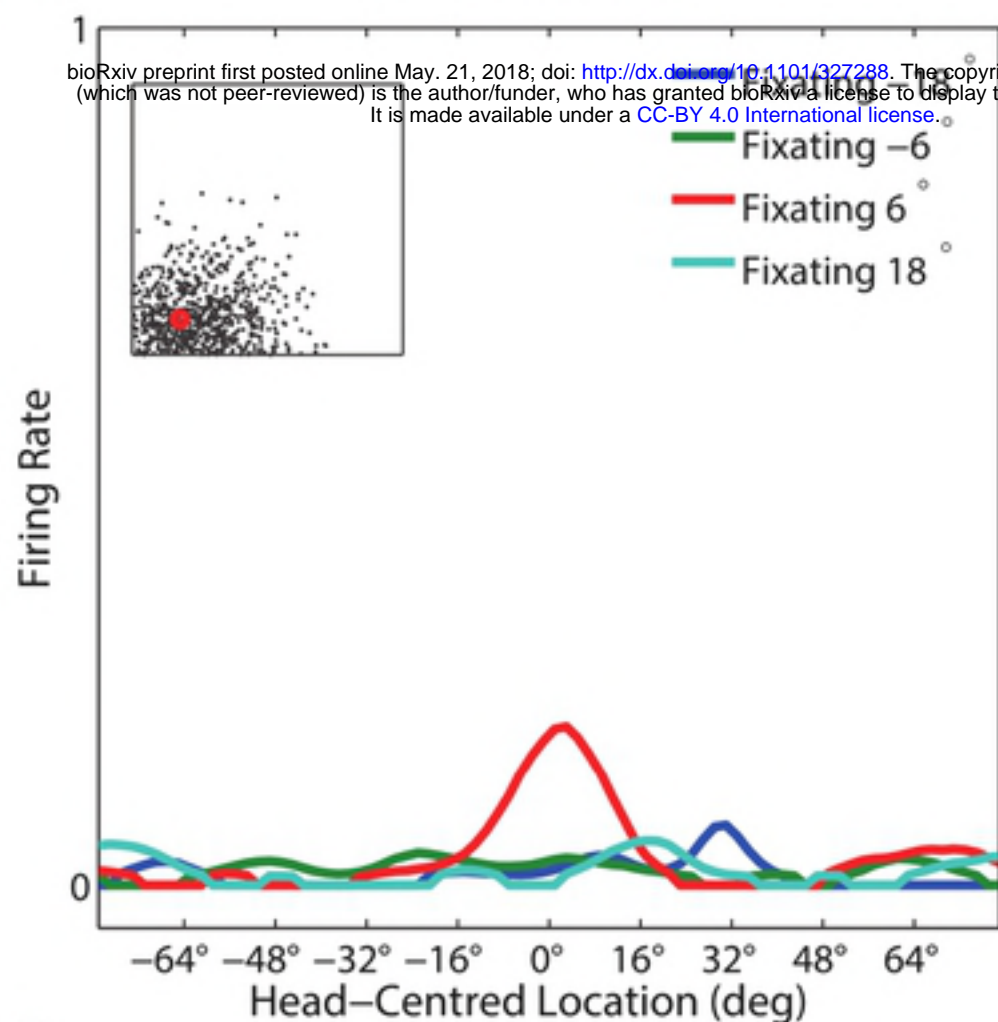 1
bioRxiv preprint first posted online May. 21, 2018; doi: http://dx.doi.org/10.1101/327288. The copyri
(which was not peer-reviewed) is the author/funder, who has granted bioRxiv a license to display t
It is made available under a CC-BY 4.0 International license.
Fixating −18°
Fixating −6°
Fixating 6°
Fixating 18°
Firing Rate
0
−64° −48° −32° −16° 0° 16° 32° 48° 64°
Head−Centred Location (deg)